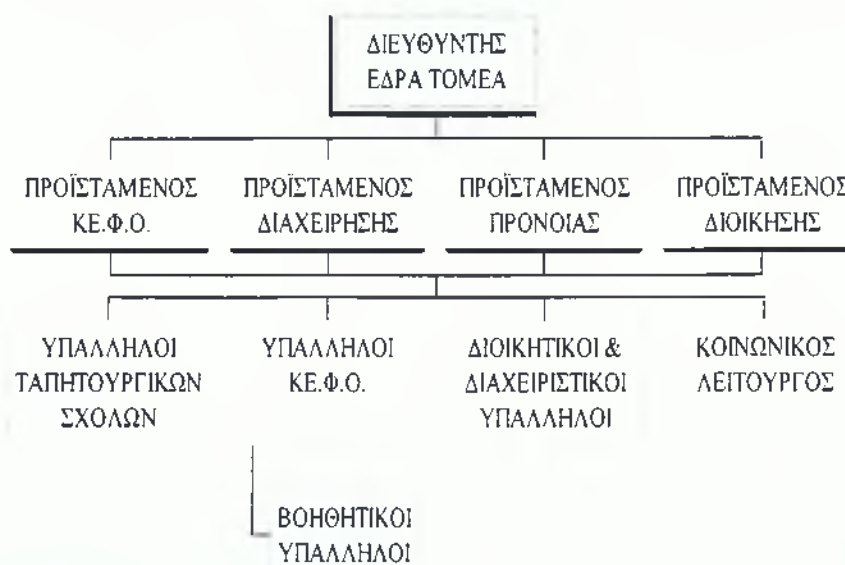 ΔΙΕΥΘΥΝΤΗΣ
ΕΔΡΑ ΤΟΜΕΑ
ΠΡΟΪΣΤΑΜΕΝΟΣ
ΚΕ.Φ.Ο.
ΠΡΟΪΣΤΑΜΕΝΟΣ
ΔΙΑΧΕΙΡΗΣΗΣ
ΠΡΟΪΣΤΑΜΕΝΟΣ
ΠΡΟΝΟΙΑΣ
ΠΡΟΪΣΤΑΜΕΝΟΣ
ΔΙΟΙΚΗΣΗΣ
ΥΠΑΛΛΗΛΟΙ
ΤΑΠΗΤΟΥΡΓΙΚΩΝ
ΣΧΟΛΩΝ
ΥΠΑΛΛΗΛΟΙ
ΚΕ.Φ.Ο.
ΔΙΟΙΚΗΤΙΚΟΙ &
ΔΙΑΧΕΙΡΙΣΤΙΚΟΙ
ΥΠΑΛΛΗΛΟΙ
ΚΟΙΝΩΝΙΚΟΣ
ΛΕΙΤΟΥΡΓΟΣ
ΒΟΗΘΗΤΙΚΟΙ
ΥΠΑΛΛΗΛΟΙ